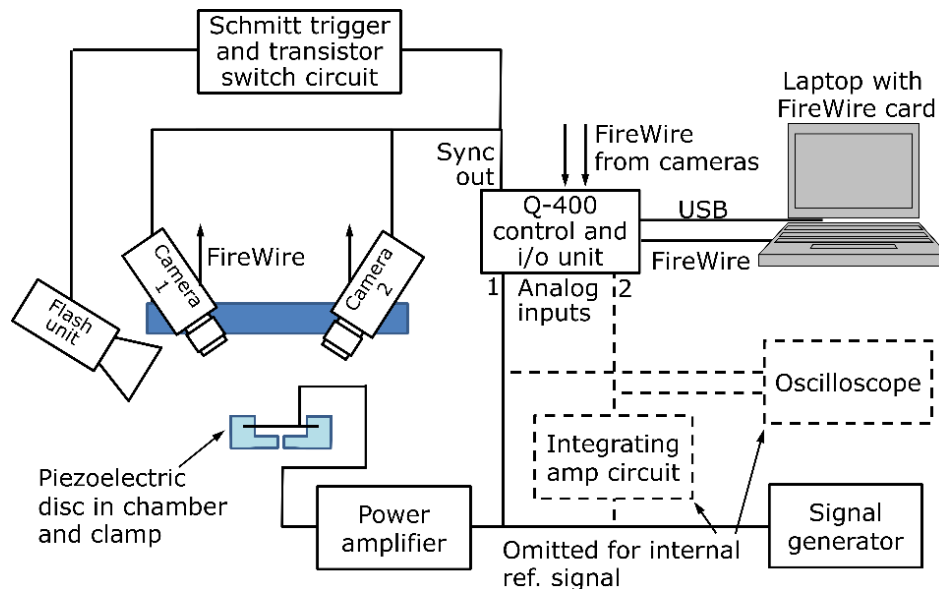 Schmitt trigger
and transistor
switch circuit
Laptop with
FireWire card
Sync
out
FireWire
from cameras
Q-400
control and
i/o unit
USB
FireWire
1
Analog
inputs
2
Camera
1
FireWire
Camera
2
Flash
unit
Oscilloscope
Integrating
amp circuit
Piezoelectric
disc in chamber
and clamp
Power
amplifier
Omitted for internal
ref. signal
Signal
generator